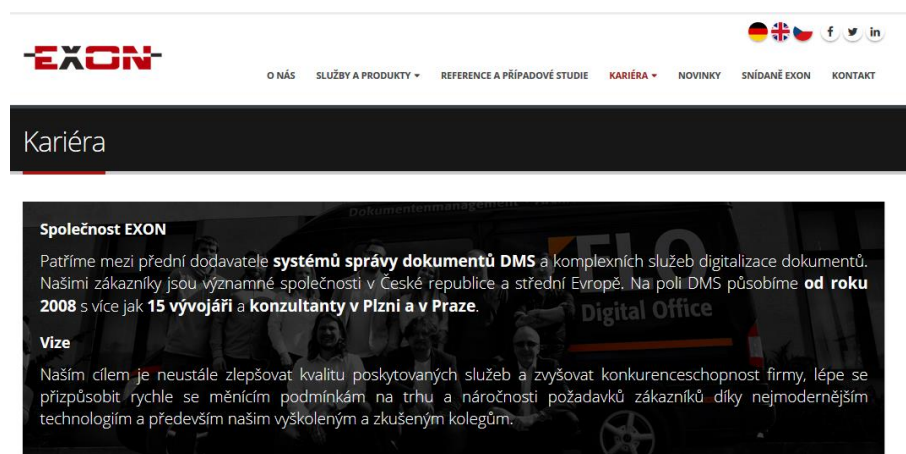 EXON
f in
O NÁS SLUŽBY A PRODUKTY REFERENCE A PŘÍPADOVÉ STUDIE KARIÉRA NOVINKY SNÍDANĚ EXON KONTAKT
Kariéra
Dokumentenmanagement
Společnost EXON
Patříme mezi přední dodavatele systémů správy dokumentů DMS a komplexních služeb digitalizace dokumentů.
Našimi zákazníky jsou významné společnosti v České republice a střední Evropě. Na poli DMS působíme od roku
2008 s více jak 15 vývojáři a konzultanty v Plzni a v Praze.
ELO
Digital Office
Vize
Naším cílem je neustále zlepšovat kvalitu poskytovaných služeb a zvyšovat konkurenceschopnost firmy, lépe se
přizpůsobit rychle se měnícím podmínkám na trhu a náročnosti požadavků zákazníků díky nejmodernějším
technologiím a především našim vyškoleným a zkušeným kolegům.